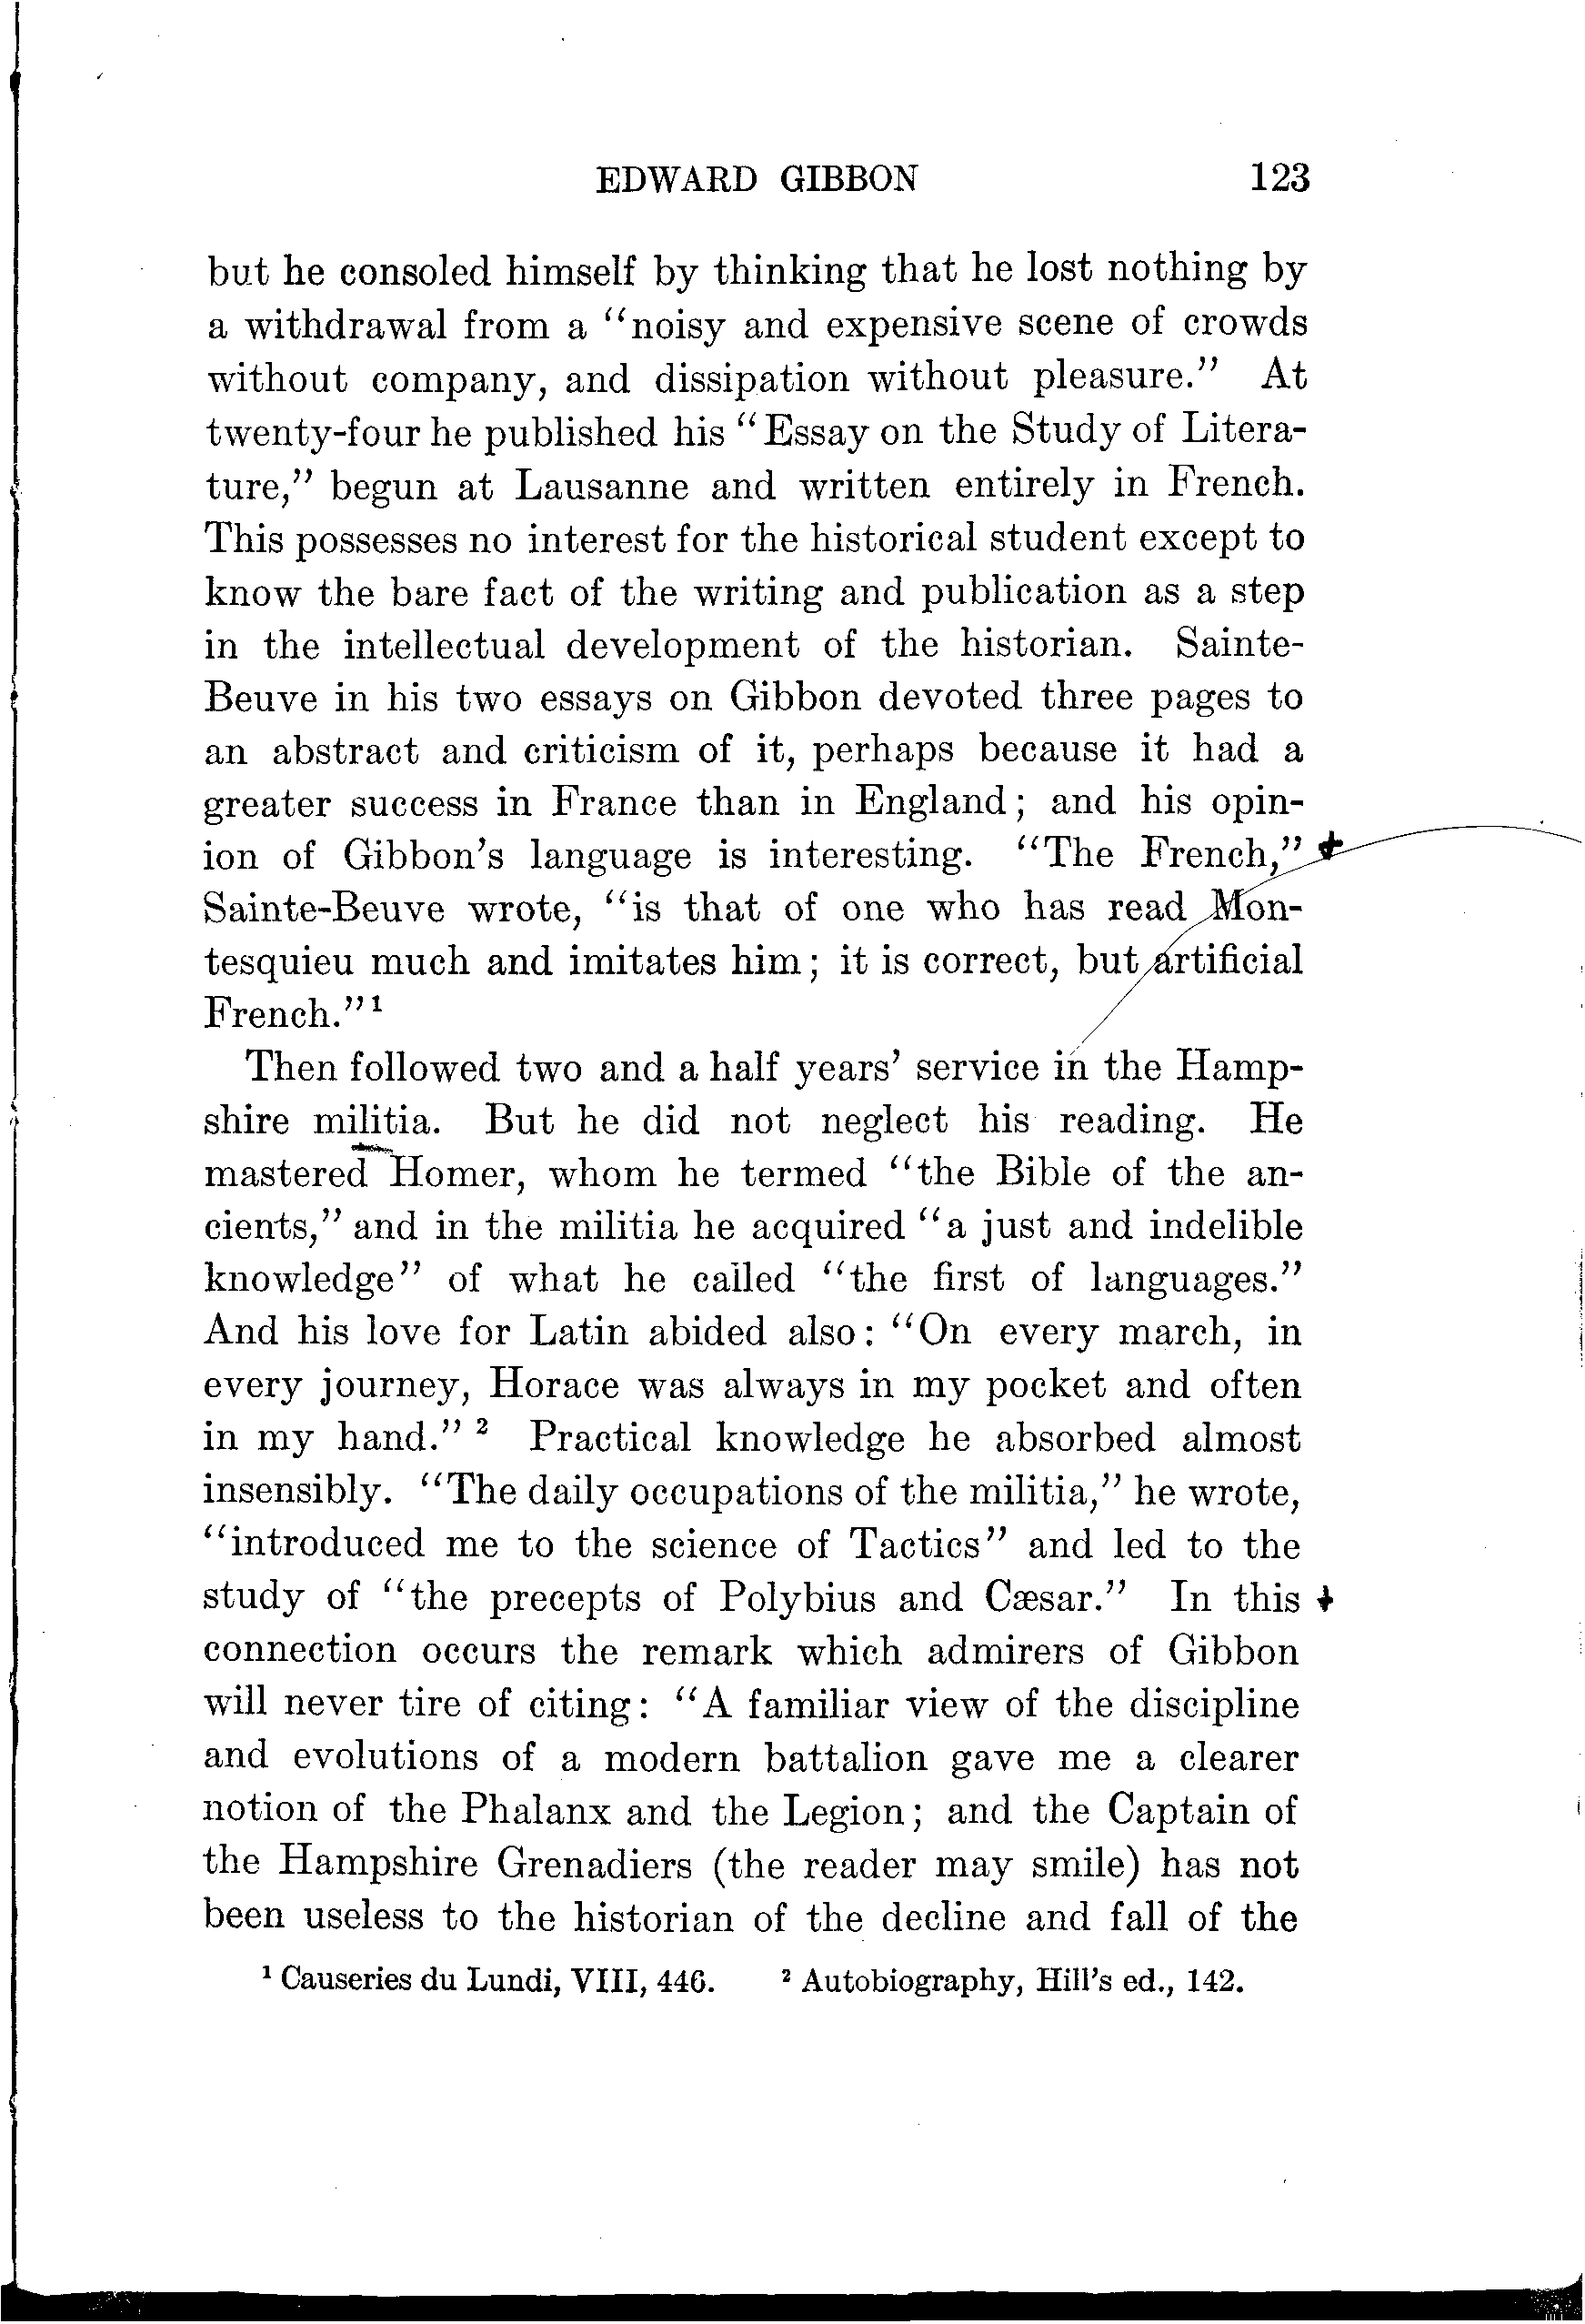 EDWARD GIBBON 123
but he consoled himself by thinking that he lost nothing by
a withdrawal from a "noisy and expensive scene of crowds
without company, and dissipation without pleasure." At
twenty-four he published his "Essay on the Study of Litera-
ture," begun at Lausanne and written entirely in French.
This possesses no interest for the historical student except to
know the bare fact of the writing and publication as a step
in the intellectual development of the historian. Sainte-
Beuve in his two essays on Gibbon devoted three pages to
an abstract and criticism of it, perhaps because it had a
greater success in France than in England; and his opin-
ion of Gibbon's language is interesting. "The French,"
Sainte-Beuve wrote, "is that of one who has read Mon-
tesquieu much and imitates him; it is correct, but artificial
French."¹
Then followed two and a half years' service in the Hamp-
shire militia. But he did not neglect his reading. He
mastered Homer, whom he termed "the Bible of the an-
cients," and in the militia he acquired "a just and indelible
knowledge" of what he called "the first of languages."
And his love for Latin abided also: "On every march, in
every journey, Horace was always in my pocket and often
in my hand." ² Practical knowledge he absorbed almost
insensibly. "The daily occupations of the militia," he wrote,
"introduced me to the science of Tactics" and led to the
study of "the precepts of Polybius and Cæsar." In this
connection occurs the remark which admirers of Gibbon
will never tire of citing: "A familiar view of the discipline
and evolutions of a modern battalion gave me a clearer
notion of the Phalanx and the Legion; and the Captain of
the Hampshire Grenadiers (the reader may smile) has not
been useless to the historian of the decline and fall of the
¹ Causeries du Lundi, VIII, 446. ² Autobiography, Hill's ed., 142.